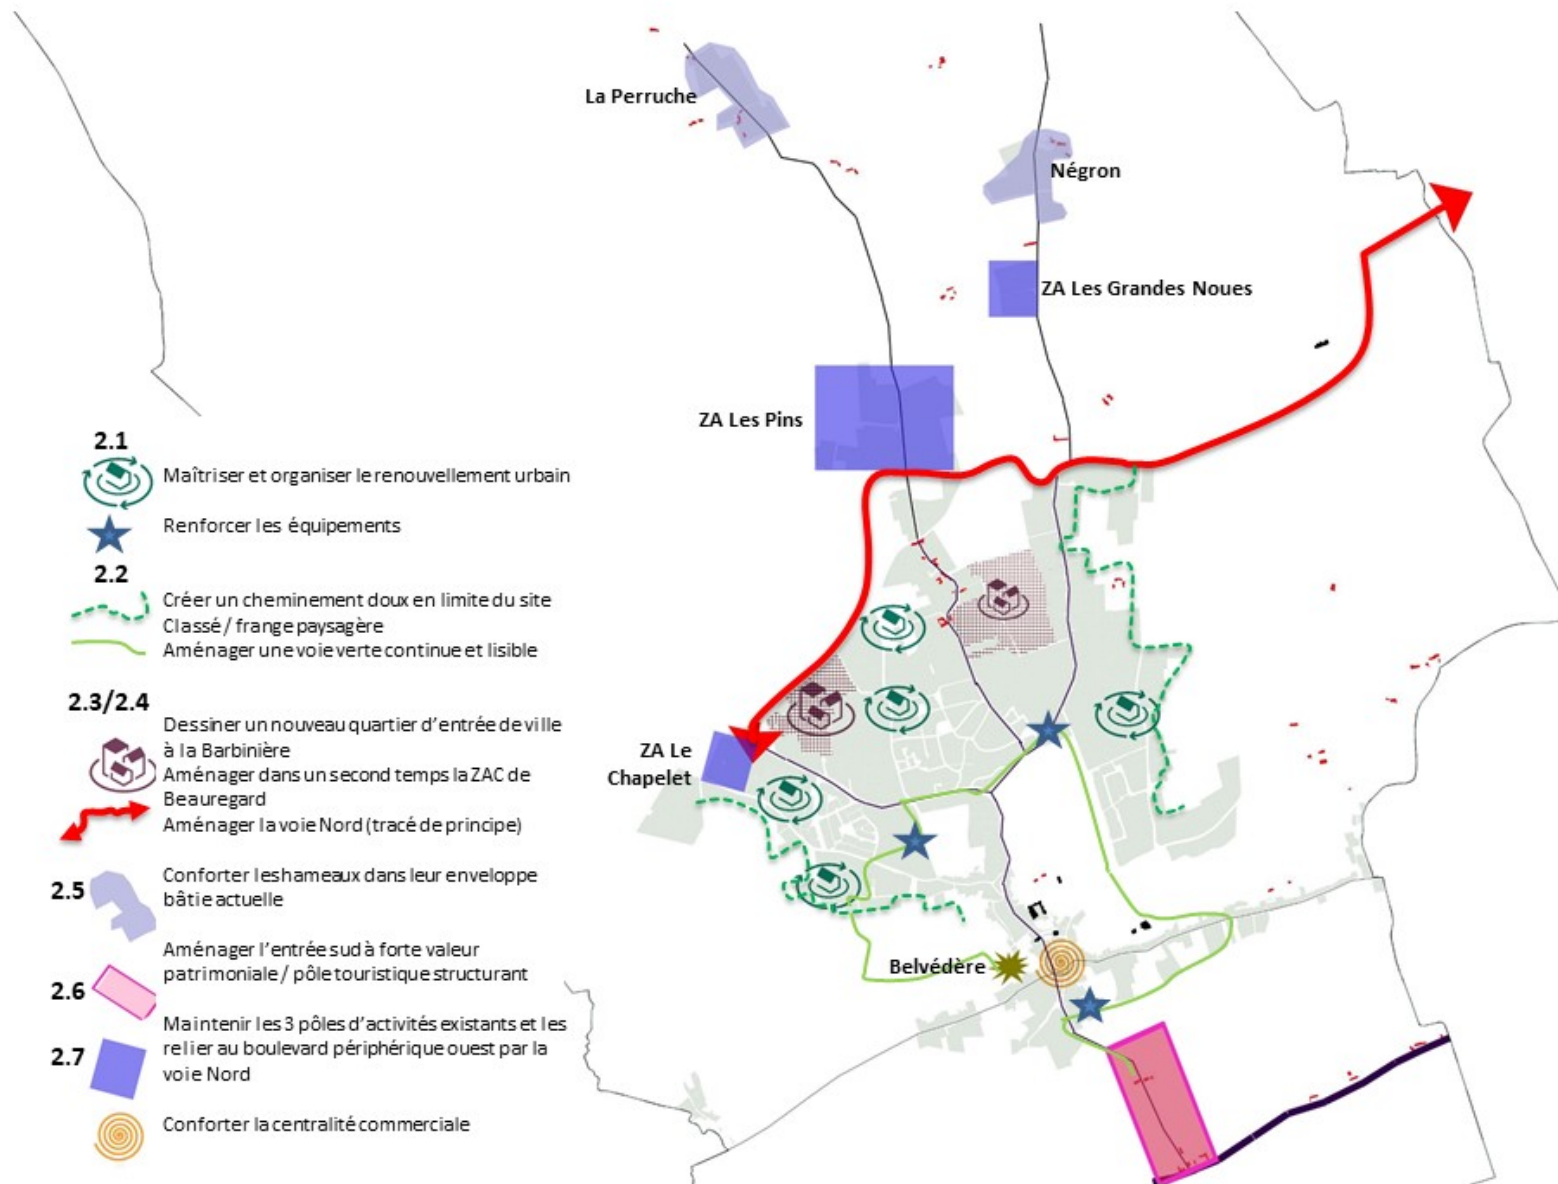 La Perruche
Négron
ZA Les Grandes Noues
ZA Les Pins
2.1
Maîtriser et organiser le renouvellement urbain
Renforcer les équipements
2.2
Créer un cheminement doux en limite du site
Classé / frange paysagère
Aménager une voie verte continue et lisible
2.3/2.4
Dessiner un nouveau quartier d'entrée de ville
à la Barbinière
Aménager dans un second temps la ZAC de
Beauregard
Aménager la voie Nord (tracé de principe)
ZA Le
Chapelet
2.5
Conforter leshameaux dans leur enveloppe
bâtie actuelle
2.6
Aménager l'entrée sud à forte valeur
patrimoniale / pôle touristique structurant
Belvédère
2.7
Maintenir les 3 pôles d'activités existants et les
relier au boulevard périphérique ouest par la
voie Nord
Conforter la centralité commerciale